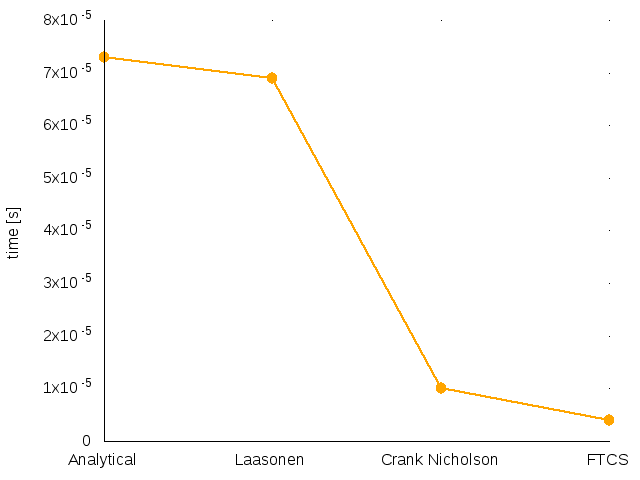 8x10⁻⁵
7x10⁻⁵
6x10⁻⁵
5x10⁻⁵
4x10⁻⁵
3x10⁻⁵
2x10⁻⁵
1x10⁻⁵
0
time [s]
Analytical Laasonen Crank Nicholson FTCS